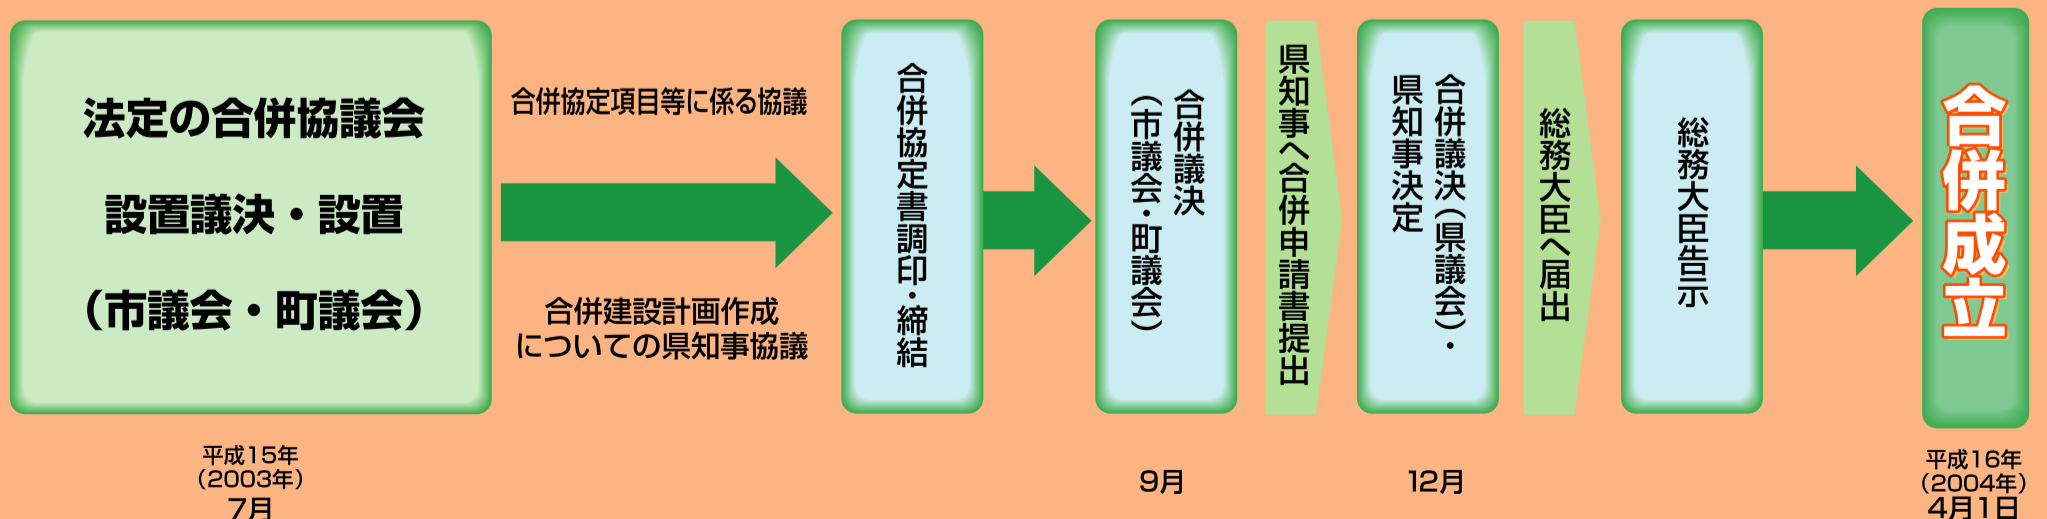 法定の合併協議会
設置議決・設置
（市議会・町議会）
平成15年
（2003年）
7月
合併協定項目等に係る協議
合併建設計画作成
についての県知事協議
合併協定書調印・締結
合併議決
（市議会・町議会）
9月
県知事へ合併申請書提出
合併議決（県議会）・
県知事決定
12月
総務大臣へ届出
総務大臣告示
合併成立
平成16年
（2004年）
4月1日